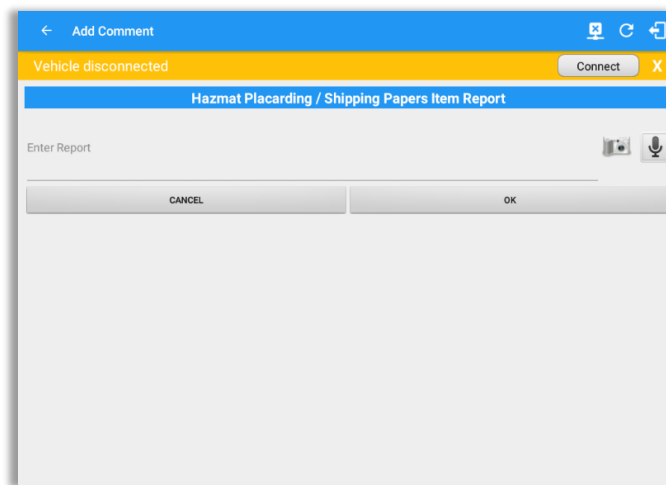 Add Comment
Vehicle disconnected
Connect
X
Hazmat Placarding / Shipping Papers Item Report
Enter Report
CANCEL
OK